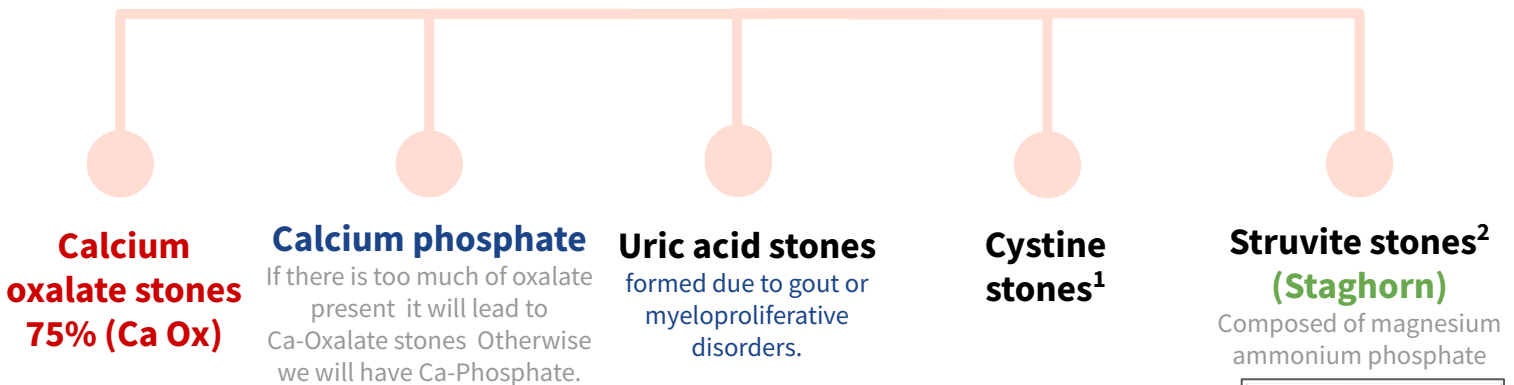 Calcium
oxalate stones
75% (Ca Ox)
Calcium phosphate
If there is too much of oxalate
present it will lead to
Ca-Oxalate stones Otherwise
we will have Ca-Phosphate.
Uric acid stones
formed due to gout or
myeloproliferative
disorders.
Cystine
stones¹
Struvite stones²
(Staghorn)
Composed of magnesium
ammonium phosphate